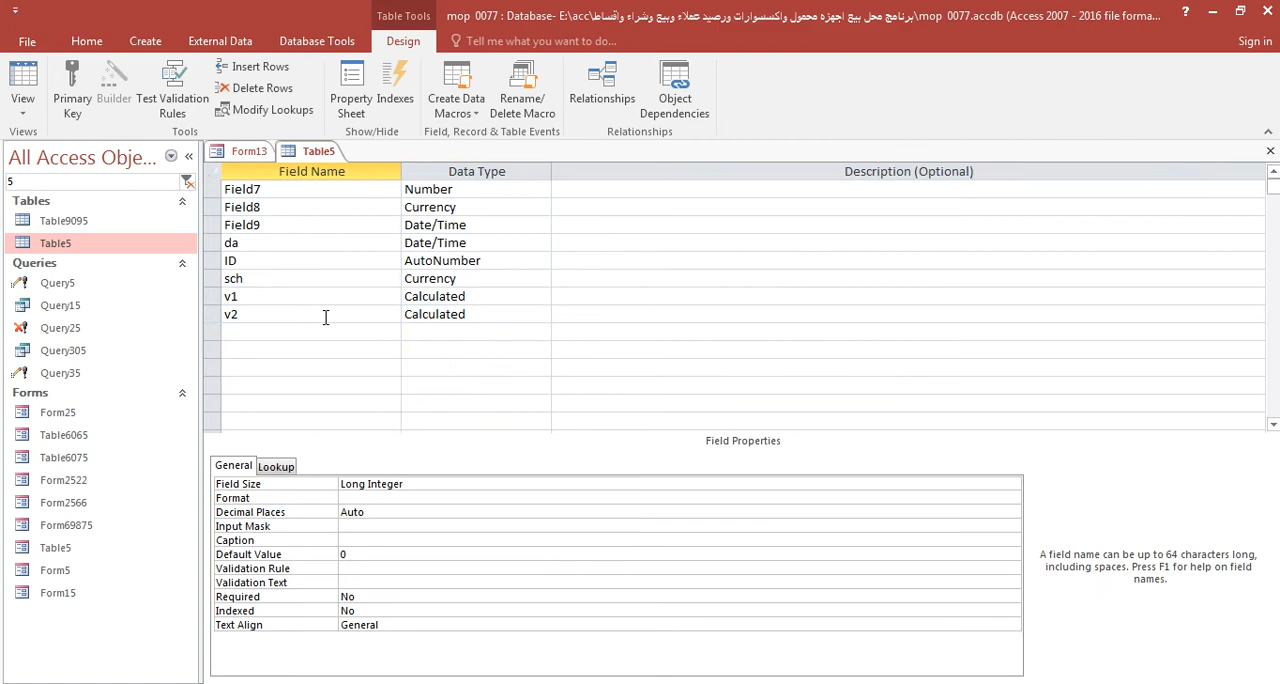 Table Tools
mop 0077 : Database- E:\acc\برنامج محل بيع اجهزه محمول واكسسوارات ورصيد عملاء وبيع وشراء واقساط\mop 0077.accdb (Access 2007 - 2016 file forma...
?
File
Home
Create
External Data
Database Tools
Design
Tell me what you want to do...
Sign in
View
Primary Key
Builder
Test Validation Rules
Insert Rows
Delete Rows
Modify Lookups
Property Sheet
Indexes
Create Data Macros
Rename/ Delete Macro
Relationships
Object Dependencies
Views
Tools
Show/Hide
Field, Record & Table Events
Relationships
All Access Obje...
5
Tables
Table9095
Table5
Queries
Query5
Query15
Query25
Query305
Query35
Forms
Form25
Table6065
Table6075
Form2522
Form2566
Form69875
Table5
Form5
Form15
Form13
Table5
Field Name Data Type Description (Optional)
Field7 Number
Field8 Currency
Field9 Date/Time
da Date/Time
ID AutoNumber
sch Currency
v1 Calculated
v2 Calculated
Field Properties
General Lookup
Field Size Long Integer
Format
Decimal Places Auto
Input Mask
Caption
Default Value 0
Validation Rule
Validation Text
Required No
Indexed No
Text Align General
A field name can be up to 64 characters long,
including spaces. Press F1 for help on field
names.